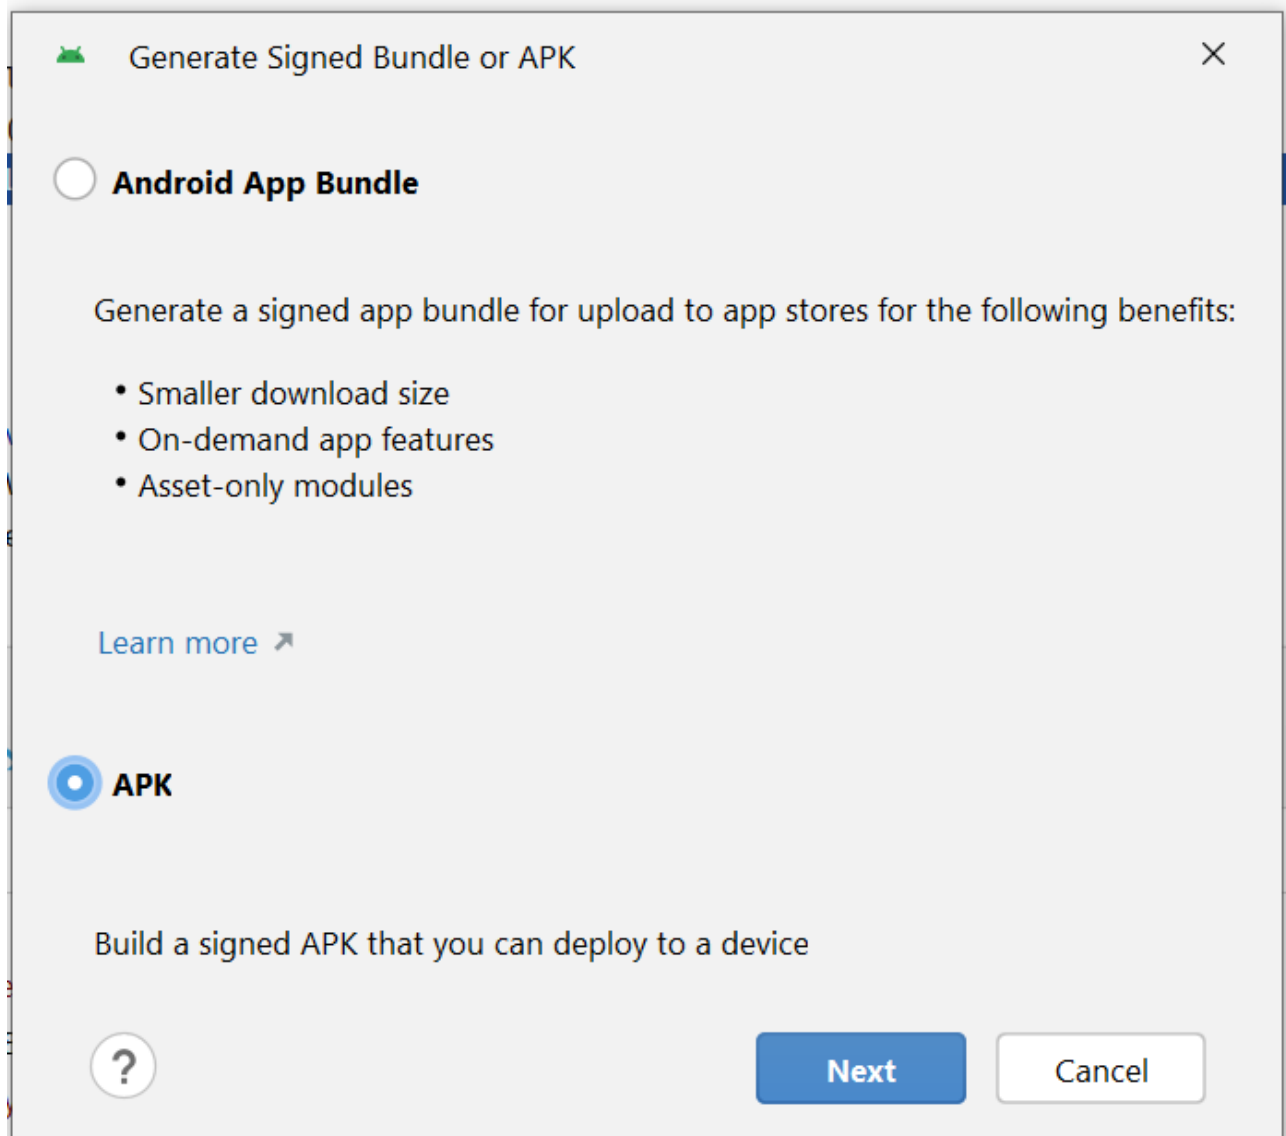 Generate Signed Bundle or APK
Android App Bundle
Generate a signed app bundle for upload to app stores for the following benefits:
• Smaller download size
• On-demand app features
• Asset-only modules
Learn more ↗
APK
Build a signed APK that you can deploy to a device
? Next Cancel